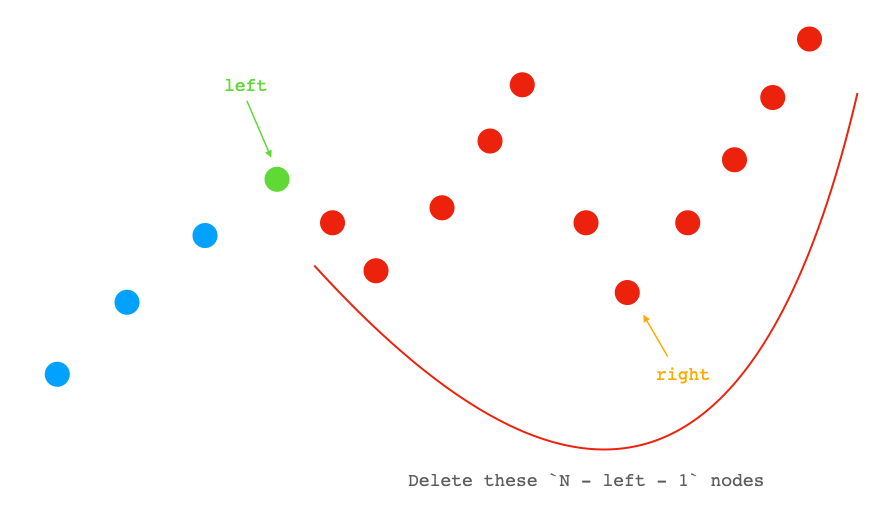 left
right
Delete these `N - left - 1` nodes